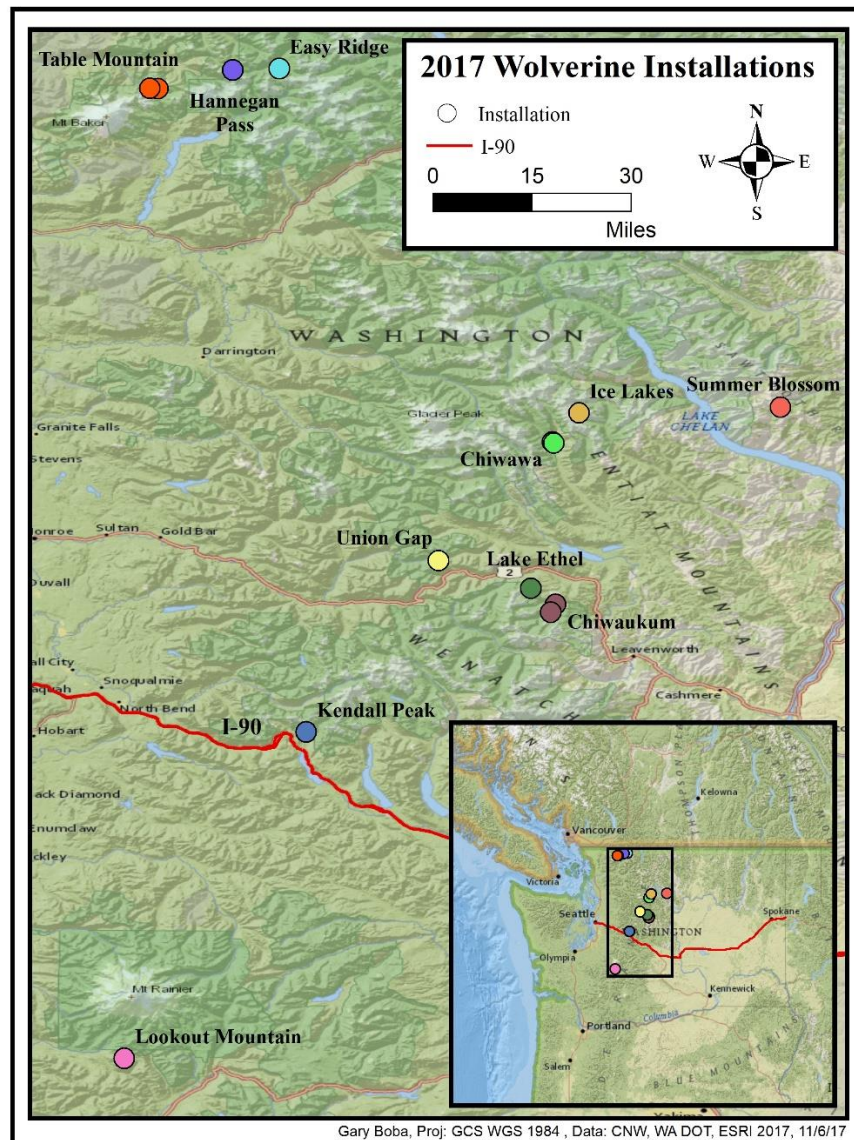 Table Mountain
Easy Ridge
Hannegan
Pass
Mt Baker
2017 Wolverine Installations
Installation
I-90
0 15 30
Miles
N
W E
S
WASHINGTON
Darrington
Glacier Peak
Granite Falls
Stevens
Ice Lakes
Summer Blossom
LAKE
CHELAN
Chiwawa
ENTIAT MOUNTAINS
Sultan
Gold Bar
Union Gap
Duvall
Lake Ethel
2
Chiwaukum
WENATCH
Leavenworth
Cashmere
Snoqualmie
North Bend
Hobart
I-90
Kendall Peak
Mt Rainier
Lookout Mountain
Kelowna
Vancouver
Victoria
Seattle
Spokane
Olympia
Kennewick
Columbia
Portland
Salem
BLUE MOUNTAINS
Gary Boba, Proj: GCS WGS 1984 , Data: CNW, WA DOT, ESRI 2017, 11/6/17